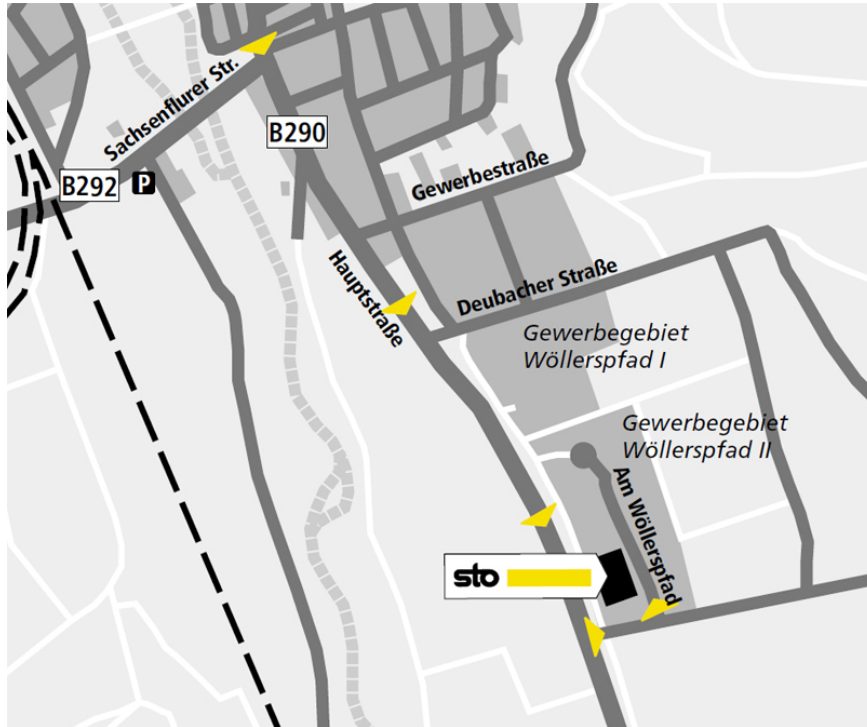 Sachsenflurer Str.
B290
B292
P
Gewerbestraße
Hauptstraße
Deubacher Straße
Gewerbegebiet
Wöllerspfad I
Gewerbegebiet
Wöllerspfad II
Am Wöllerspfad
sto